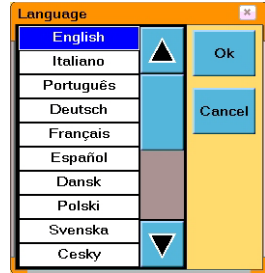 Language
English
Italiano
Português
Deutsch
Français
Español
Dansk
Polski
Svenska
Cesky
Ok
Cancel